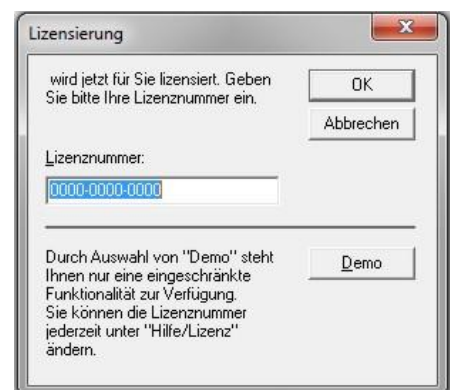 Lizensierung
wird jetzt für Sie lizensiert. Geben
Sie bitte Ihre Lizenznummer ein.
OK
Abbrechen
Lizenznummer:
0000-0000-0000
Durch Auswahl von "Demo" steht
Ihnen nur eine eingeschränkte
Funktionalität zur Verfügung.
Sie können die Lizenznummer
jederzeit unter "Hilfe/Lizenz"
ändern.
Demo